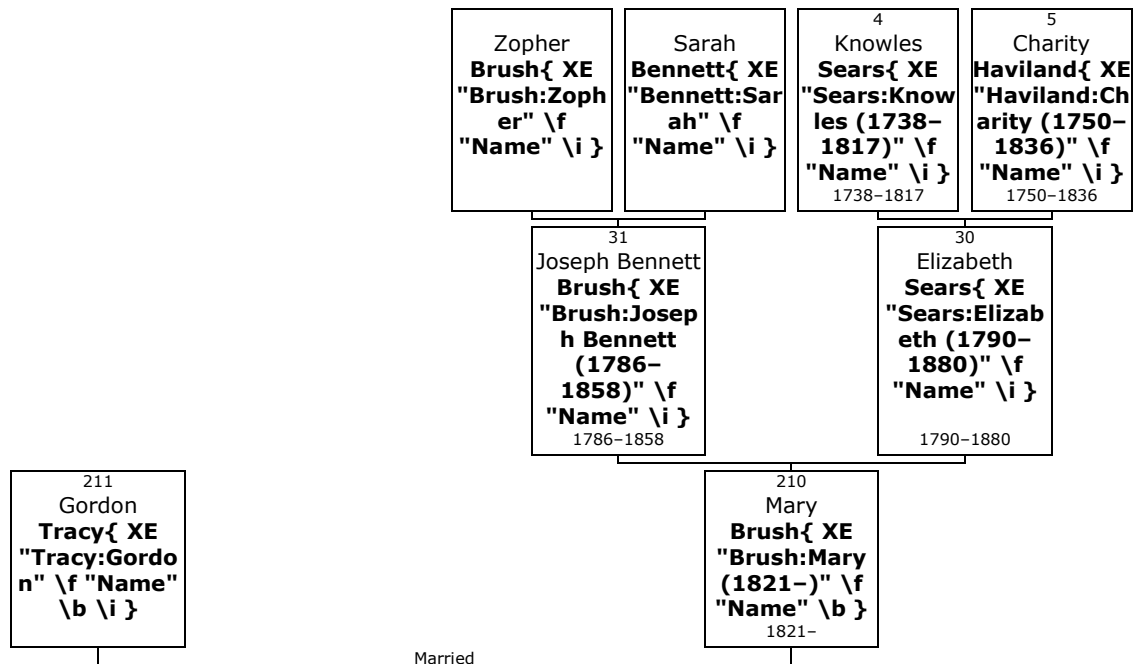 Zopher
Brush{ XE
"Brush:Zoph
er" \f
"Name" \i }
Sarah
Bennett{ XE
"Bennett:Sar
ah" \f
"Name" \i }
4
Knowles
Sears{ XE
"Sears:Know
les (1738–
1817)" \f
"Name" \i }
1738–1817
5
Charity
Haviland{ XE
"Haviland:Ch
arity (1750–
1836)" \f
"Name" \i }
1750–1836
31
Joseph Bennett
Brush{ XE
"Brush:Josep
h Bennett
(1786–
1858)" \f
"Name" \i }
1786–1858
30
Elizabeth
Sears{ XE
"Sears:Elizab
eth (1790–
1880)" \f
"Name" \i }
1790–1880
211
Gordon
Tracy{ XE
"Tracy:Gordo
n" \f "Name"
\b \i }
210
Mary
Brush{ XE
"Brush:Mary
(1821–)" \f
"Name" \b }
1821–
Married